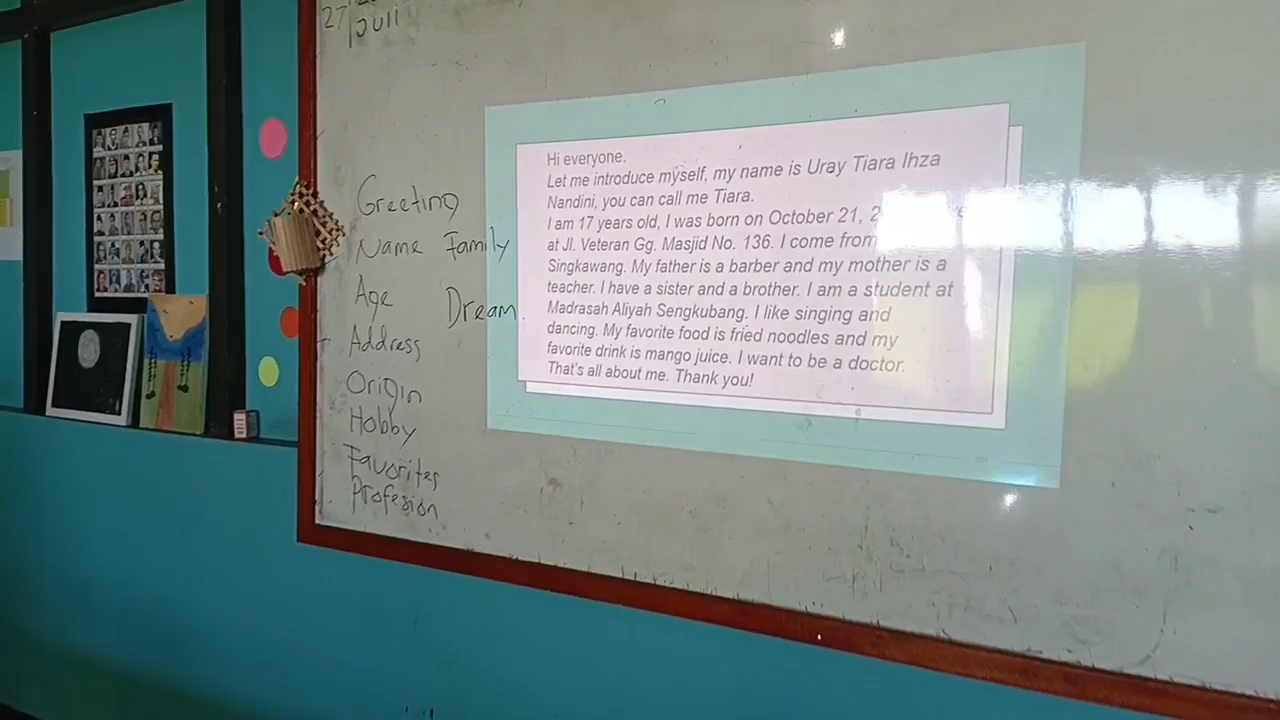 27 Juli
Greeting
Name Family
Age
Dream.
Address
Origin
Hobby
Favorites
Profesion
Hi everyone.
Let me introduce myself, my name is Uray Tiara Ihza
Nandini, you can call me Tiara.
I am 17 years old, I was born on October 21, 2
at Jl. Veteran Gg. Masjid No. 136. I come from
Singkawang. My father is a barber and my mother is a
teacher. I have a sister and a brother. I am a student at
Madrasah Aliyah Sengkubang. I like singing and
dancing. My favorite food is fried noodles and my
favorite drink is mango juice. I want to be a doctor.
That's all about me. Thank you!